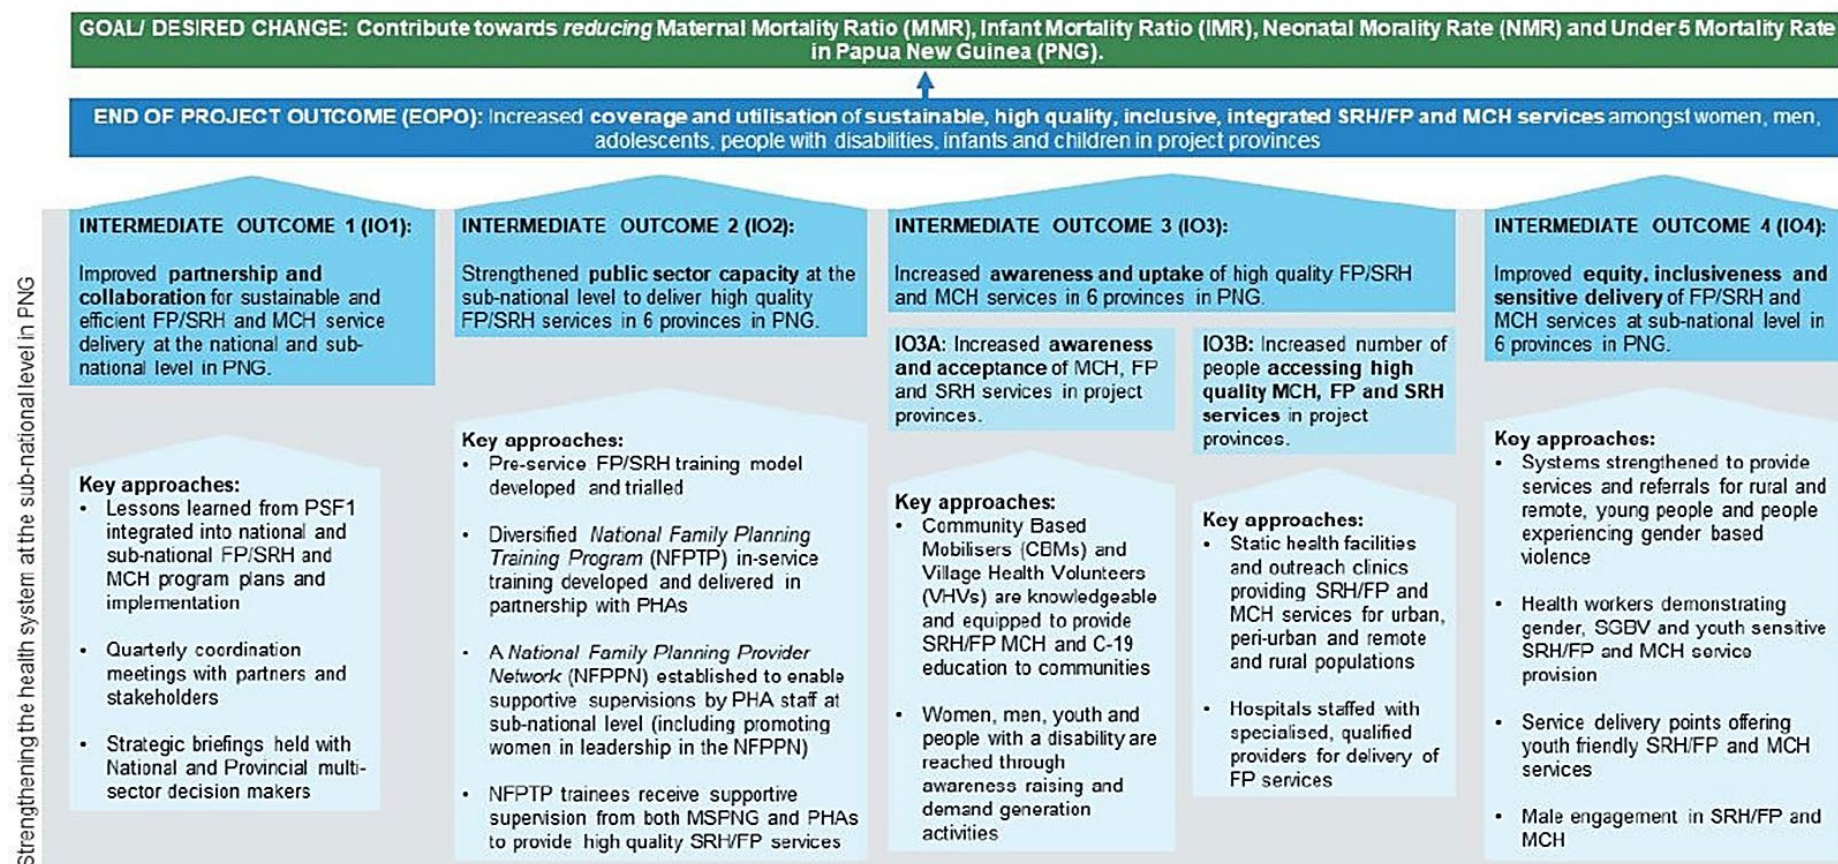 GOAL/ DESIRED CHANGE: Contribute towards reducing Maternal Mortality Ratio (MMR), Infant Mortality Ratio (IMR), Neonatal Morality Rate (NMR) and Under 5 Mortality Rate
in Papua New Guinea (PNG).
END OF PROJECT OUTCOME (EOPO): Increased coverage and utilisation of sustainable, high quality, inclusive, integrated SRH/FP and MCH services amongst women, men,
adolescents, people with disabilities, infants and children in project provinces
Strengthening the health system at the sub-national level in PNG
INTERMEDIATE OUTCOME 1 (IO1):
Improved partnership and
collaboration for sustainable and
efficient FP/SRH and MCH service
delivery at the national and sub-
national level in PNG.
Key approaches:
• Lessons learned from PSF1
integrated into national and
sub-national FP/SRH and
MCH program plans and
implementation
• Quarterly coordination
meetings with partners and
stakeholders
• Strategic briefings held with
National and Provincial multi-
sector decision makers
INTERMEDIATE OUTCOME 2 (IO2):
Strengthened public sector capacity at the
sub-national level to deliver high quality
FP/SRH services in 6 provinces in PNG.
Key approaches:
• Pre-service FP/SRH training model
developed and trialled
• Diversified National Family Planning
Training Program (NFPTP) in-service
training developed and delivered in
partnership with PHAs
• A National Family Planning Provider
Network (NFPPN) established to enable
supportive supervisions by PHA staff at
sub-national level (including promoting
women in leadership in the NFPPN)
• NFPTP trainees receive supportive
supervision from both MSPNG and PHAs
to provide high quality SRH/FP services
INTERMEDIATE OUTCOME 3 (IO3):
Increased awareness and uptake of high quality FP/SRH
and MCH services in 6 provinces in PNG.
IO3A: Increased awareness
and acceptance of MCH, FP
and SRH services in project
provinces.
Key approaches:
• Community Based
Mobilisers (CBMs) and
Village Health Volunteers
(VHVs) are knowledgeable
and equipped to provide
SRH/FP MCH and C-19
education to communities
• Women, men, youth and
people with a disability are
reached through
awareness raising and
demand generation
activities
IO3B: Increased number of
people accessing high
quality MCH, FP and SRH
services in project
provinces.
Key approaches:
• Static health facilities
and outreach clinics
providing SRH/FP and
MCH services for urban,
peri-urban and remote
and rural populations
• Hospitals staffed with
specialised, qualified
providers for delivery of
FP services
INTERMEDIATE OUTCOME 4 (IO4):
Improved equity, inclusiveness and
sensitive delivery of FP/SRH and
MCH services at sub-national level in
6 provinces in PNG.
Key approaches:
• Systems strengthened to provide
services and referrals for rural and
remote, young people and people
experiencing gender based
violence
• Health workers demonstrating
gender, SGBV and youth sensitive
SRH/FP and MCH service
provision
• Service delivery points offering
youth friendly SRH/FP and MCH
services
• Male engagement in SRH/FP and
MCH